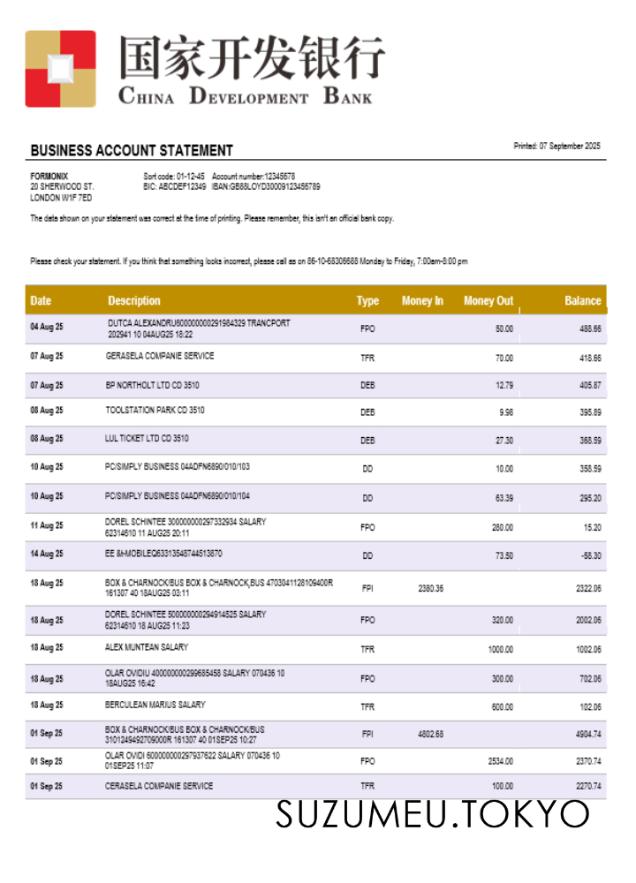 国家开发银行
CHINA DEVELOPMENT BANK
BUSINESS ACCOUNT STATEMENT
Printed: 07 September 2025
FORMONIX
20 SHERWOOD ST.
LONDON W1F 7ED
Sort code: 01-12-45 Account number:12345678
BIC: ABCDEF12349 IBAN:GB88LOYD30009123456789
The data shown on your statement was correct at the time of printing. Please remember, this isn't an official bank copy.
Please check your statement. If you think that something looks incorrect, please call as on 86-10-68306688 Monday to Friday, 7:00am-8:00 pm
Date Description Type Money In Money Out Balance
04 Aug 25 DUTCA ALEXANDRU600000000291984329 TRANCPORT FPO 50.00 488.66
202941 10 04AUG25 18:22
07 Aug 25 GERASELA COMPANIE SERVICE TFR 70.00 418.66
07 Aug 25 BP NORTHOLT LTD CD 3510 DEB 12.79 405.87
08 Aug 25 TOOLSTATION PARK CD 3510 DEB 9.98 395.89
08 Aug 25 LUL TICKET LTD CD 3510 DEB 27.30 368.59
10 Aug 25 PC/SIMPLY BUSINESS 04ADFN6890/010/103 DD 10.00 358.59
10 Aug 25 PC/SIMPLY BUSINESS 04ADFN6890/010/104 DD 63.39 295.20
11 Aug 25 DOREL SCHINTEE 300000000297332934 SALARY FPO 280.00 15.20
62314610 11 AUG25 20:11
14 Aug 25 EE &I-MOBILEQ63313548744513870 DD 73.50 -58.30
18 Aug 25 BOX & CHARNOCK/BUS BOX & CHARNOCK,BUS 4703041128109400R FPI 2380.36 2322.06
161307 40 18AUG25 03:11
18 Aug 25 DOREL SCHINTEE 500000000294914525 SALARY FPO 320.00 2002.06
62314610 18 AUG25 11:23
18 Aug 25 ALEX MUNTEAN SALARY TFR 1000.00 1002.06
18 Aug 25 OLAR OVIDIU 400000000299685458 SALARY 070436 10 FPO 300.00 702.06
18AUG25 16:42
18 Aug 25 BERCULEAN MARIUS SALARY TFR 600.00 102.06
01 Sep 25 BOX & CHARNOCK/BUS BOX & CHARNOCK/BUS FPI 4802.68 4904.74
3101249492709000R 161307 40 01SEP25 10:27
01 Sep 25 OLAR OVIDI 600000000297937622 SALARY 070436 10 FPO 2534.00 2370.74
01SEP25 11:07
01 Sep 25 CERASELA COMPANIE SERVICE TFR 100.00 2270.74
SUZUMEU.TOKYO